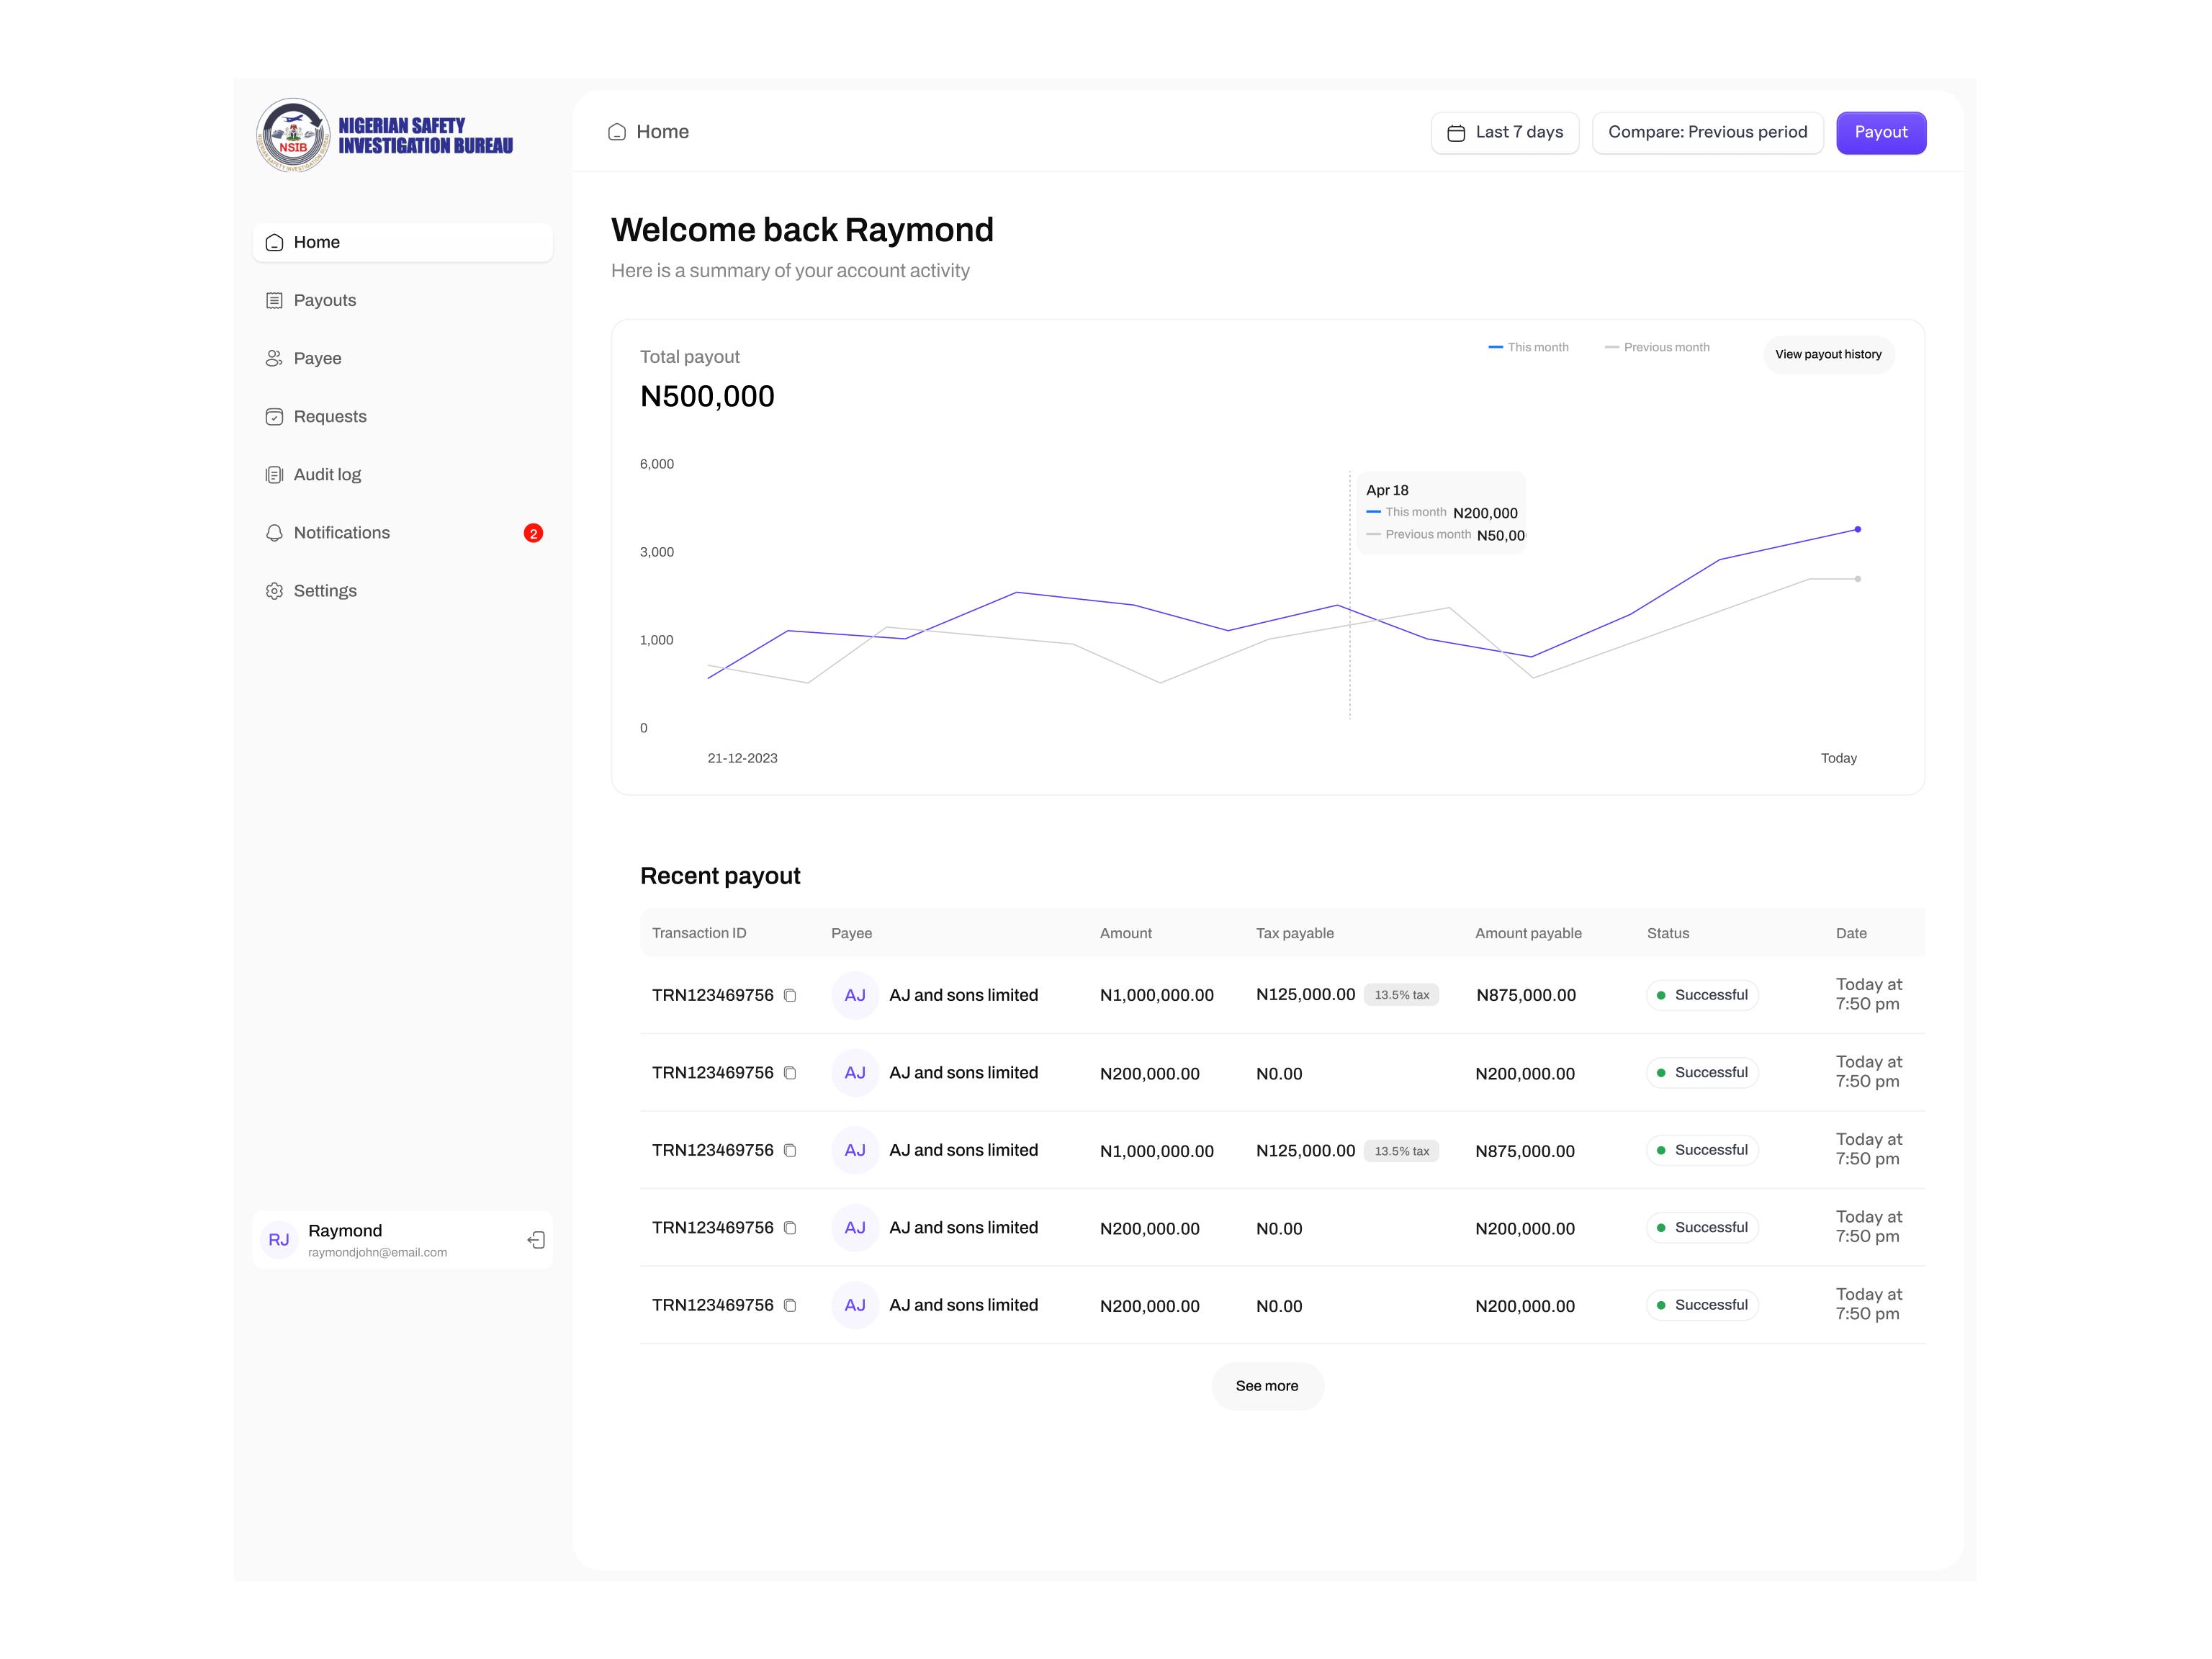 NIGERIAN SAFETY
INVESTIGATION BUREAU
NSIB
NIGERIAN SAFETY INVESTIGATION BUREAU
Home
Payouts
Payee
Requests
Audit log
Notifications
2
Settings
RJ
Raymond
raymondjohn@email.com
Home
Last 7 days
Compare: Previous period
Payout
Welcome back Raymond
Here is a summary of your account activity
Total payout
N500,000
This month
Previous month
View payout history
6,000
3,000
1,000
0
Apr 18
This month N200,000
Previous month N50,00
21-12-2023
Today
Recent payout
Transaction ID Payee Amount Tax payable Amount payable Status Date
TRN123469756 AJ AJ and sons limited N1,000,000.00 N125,000.00 13.5% tax N875,000.00 Successful Today at
7:50 pm
TRN123469756 AJ AJ and sons limited N200,000.00 N0.00 N200,000.00 Successful Today at
7:50 pm
TRN123469756 AJ AJ and sons limited N1,000,000.00 N125,000.00 13.5% tax N875,000.00 Successful Today at
7:50 pm
TRN123469756 AJ AJ and sons limited N200,000.00 N0.00 N200,000.00 Successful Today at
7:50 pm
TRN123469756 AJ AJ and sons limited N200,000.00 N0.00 N200,000.00 Successful Today at
7:50 pm
See more